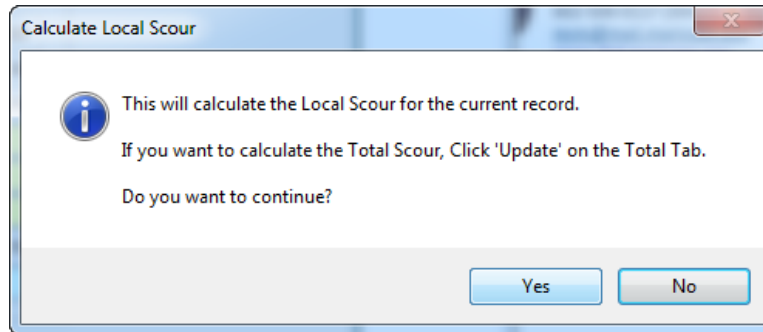 Calculate Local Scour
This will calculate the Local Scour for the current record.
If you want to calculate the Total Scour, Click 'Update' on the Total Tab.
Do you want to continue?
Yes No